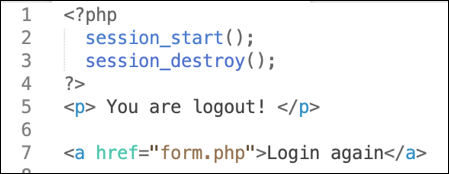 1 <?php
2 session_start();
3 session_destroy();
4 ?>
5 <p> You are logout! </p>
6
7 <a href="form.php">Login again</a>